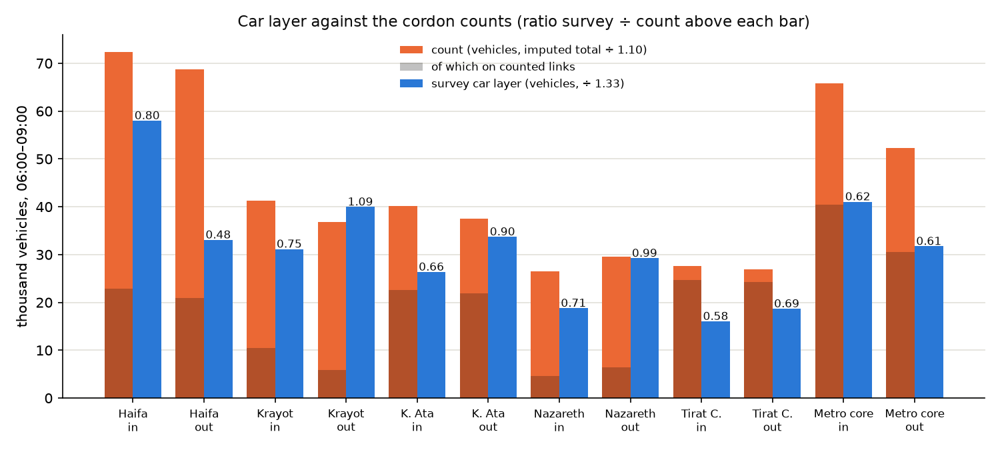 Car layer against the cordon counts (ratio survey ÷ count above each bar)
count (vehicles, imputed total ÷ 1.10)
of which on counted links
survey car layer (vehicles, ÷ 1.33)
thousand vehicles, 06:00–09:00
70
60
50
40
30
20
10
0
0.80
0.48
0.75
1.09
0.66
0.90
0.71
0.99
0.58
0.69
0.62
0.61
Haifa
in
Haifa
out
Krayot
in
Krayot
out
K. Ata
in
K. Ata
out
Nazareth
in
Nazareth
out
Tirat C.
in
Tirat C.
out
Metro core
in
Metro core
out